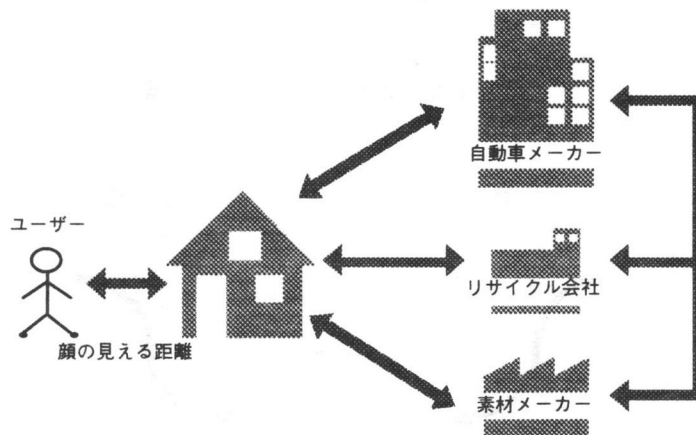 自動車メーカー
ユーザー
リサイクル会社
顔の見える距離
素材メーカー